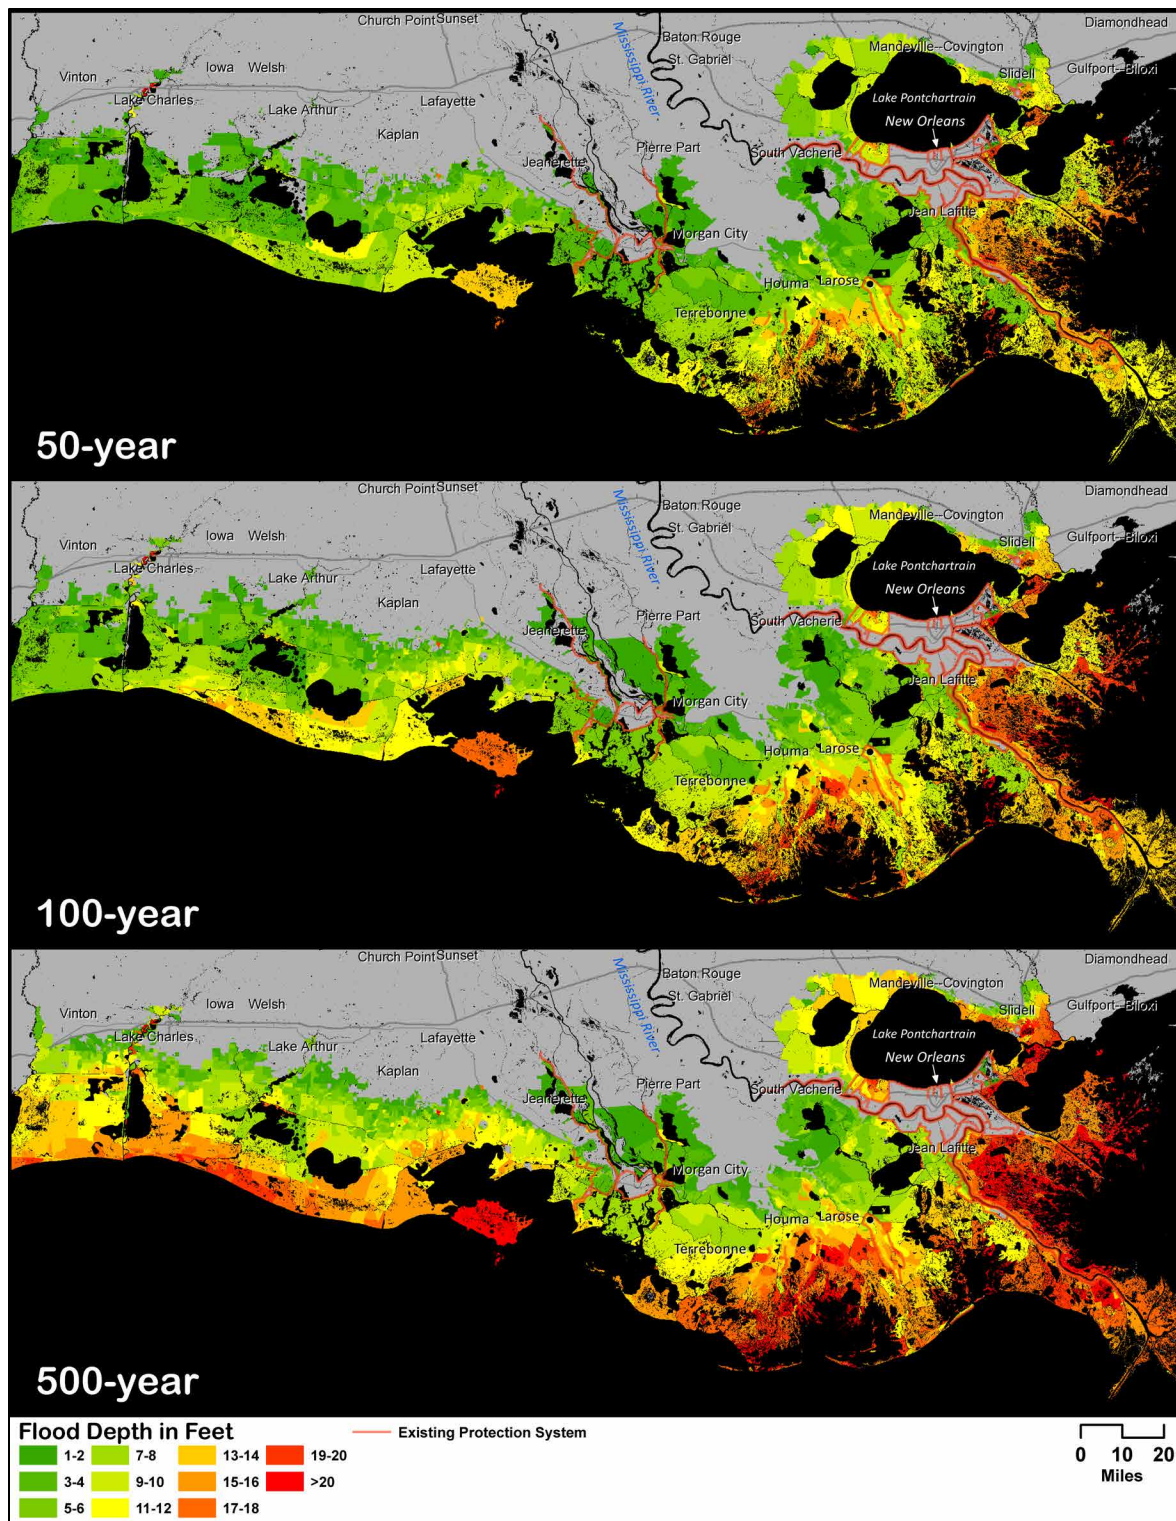 Church Point Sunset
Diamondhead
Baton Rouge
Mandeville--Covington
St. Gabriel
Gulfport--Biloxi
Vinton
Iowa Welsh
Slidell
Lake Charles
Lake Arthur
Lafayette
Mississippi River
Lake Pontchartrain
New Orleans
Kaplan
Pierre Part
South Vacherie
Jeanerette
Jean Lafitte
Morgan City
Houma Larose
Terrebonne
50-year
Church Point Sunset
Diamondhead
Baton Rouge
Mandeville--Covington
St. Gabriel
Gulfport--Biloxi
Vinton
Iowa Welsh
Slidell
Lake Charles
Lake Arthur
Lafayette
Mississippi River
Lake Pontchartrain
New Orleans
Kaplan
Pierre Part
South Vacherie
Jeanerette
Jean Lafitte
Morgan City
Houma Larose
Terrebonne
100-year
Church Point Sunset
Diamondhead
Baton Rouge
Mandeville--Covington
St. Gabriel
Gulfport--Biloxi
Vinton
Iowa Welsh
Slidell
Lake Charles
Lake Arthur
Lafayette
Mississippi River
Lake Pontchartrain
New Orleans
Kaplan
Pierre Part
South Vacherie
Jeanerette
Jean Lafitte
Morgan City
Houma Larose
Terrebonne
500-year
Flood Depth in Feet
Existing Protection System
1-2 7-8 13-14 19-20
3-4 9-10 15-16 >20
5-6 11-12 17-18
0 10 20
Miles